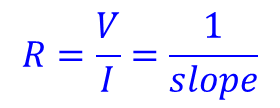 R = V/I = 1/slope